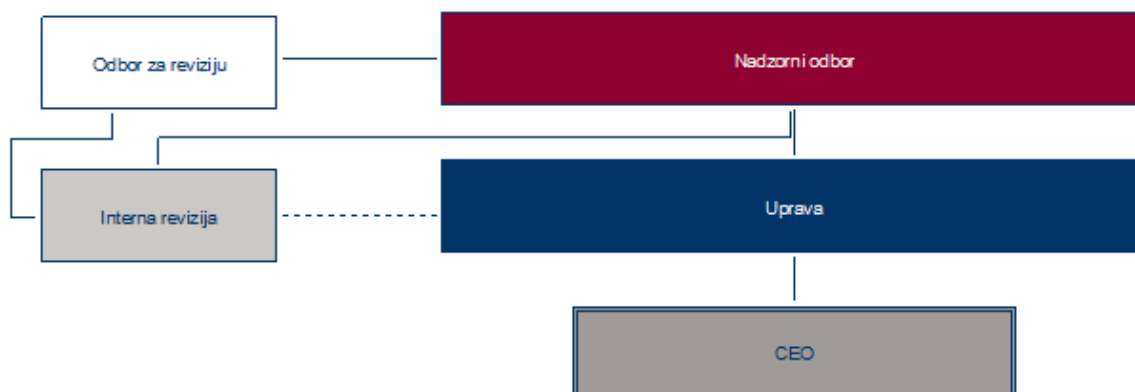 Odbor za reviziju
Nadzorni odbor
Interna revizija
Uprava
CEO